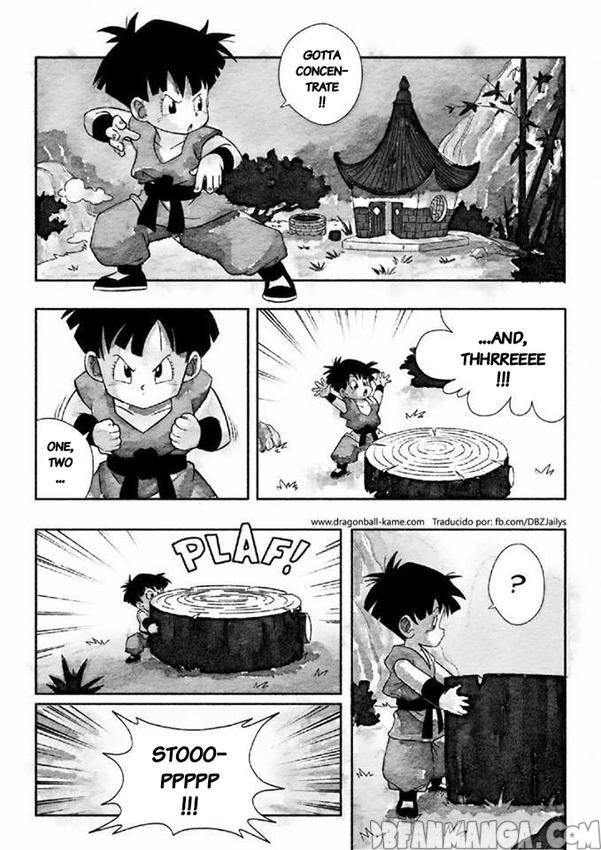 GOTTA
CONCEN-
TRATE
!!
ONE,
TWO
...
...AND,
THHRREEEE
!!!
www.dragonball-kame.com Traducido por: fb.com/DBZJailys
PLAF!
?
STOOO-
PPPPP
!!!
DBFANMANGA.COM